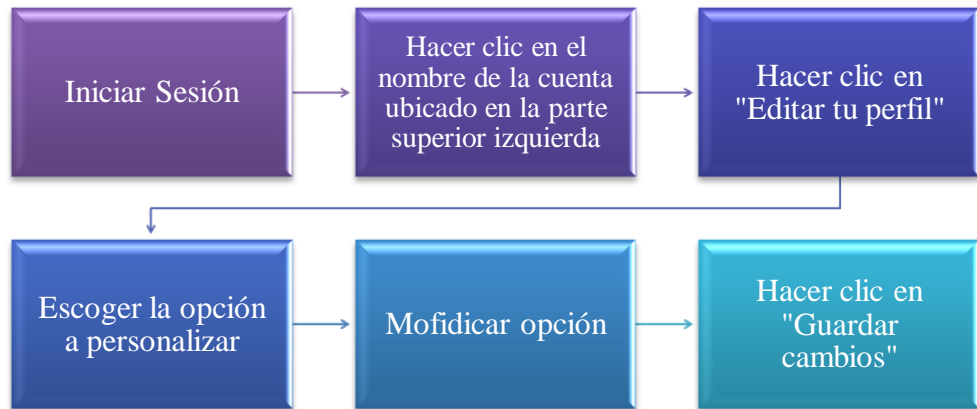 Iniciar Sesión
Hacer clic en el
nombre de la cuenta
ubicado en la parte
superior izquierda
Hacer clic en
"Editar tu perfil"
Escoger la opción
a personalizar
Mofidicar opción
Hacer clic en
"Guardar
cambios"